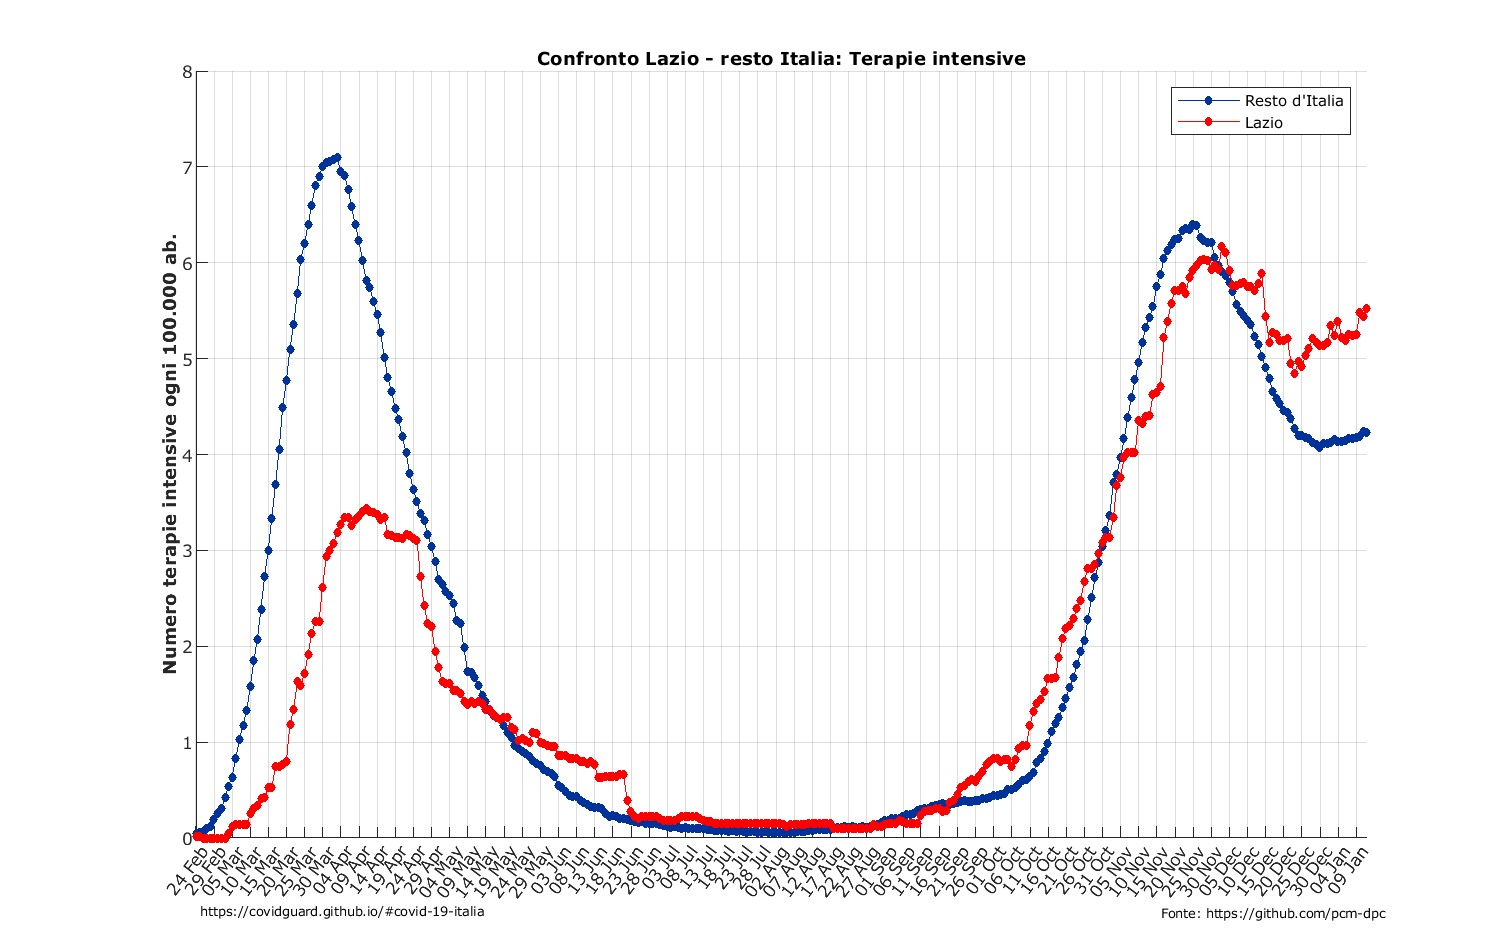 Confronto Lazio - resto Italia: Terapie intensive
Resto d'Italia
Lazio
Numero terapie intensive ogni 100.000 ab.
8
7
6
5
4
3
2
1
0
24 Feb
29 Feb
05 Mar
10 Mar
15 Mar
20 Mar
25 Mar
30 Mar
04 Apr
09 Apr
14 Apr
19 Apr
24 Apr
29 Apr
04 May
09 May
14 May
19 May
24 May
29 May
03 Jun
08 Jun
13 Jun
18 Jun
23 Jun
28 Jun
03 Jul
08 Jul
13 Jul
18 Jul
23 Jul
28 Jul
02 Aug
07 Aug
12 Aug
17 Aug
22 Aug
27 Aug
01 Sep
06 Sep
11 Sep
16 Sep
21 Sep
26 Sep
01 Oct
06 Oct
11 Oct
16 Oct
21 Oct
26 Oct
31 Oct
05 Nov
10 Nov
15 Nov
20 Nov
25 Nov
30 Nov
05 Dec
10 Dec
15 Dec
20 Dec
25 Dec
30 Dec
04 Jan
09 Jan
https://covidguard.github.io/#covid-19-italia
Fonte: https://github.com/pcm-dpc